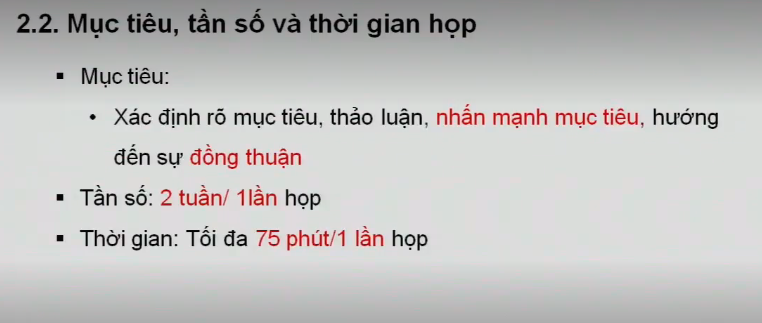 2.2. Mục tiêu, tần số và thời gian họp
▪ Mục tiêu:
• Xác định rõ mục tiêu, thảo luận, nhấn mạnh mục tiêu, hướng
đến sự đồng thuận
▪ Tần số: 2 tuần/ 1lần họp
▪ Thời gian: Tối đa 75 phút/1 lần họp